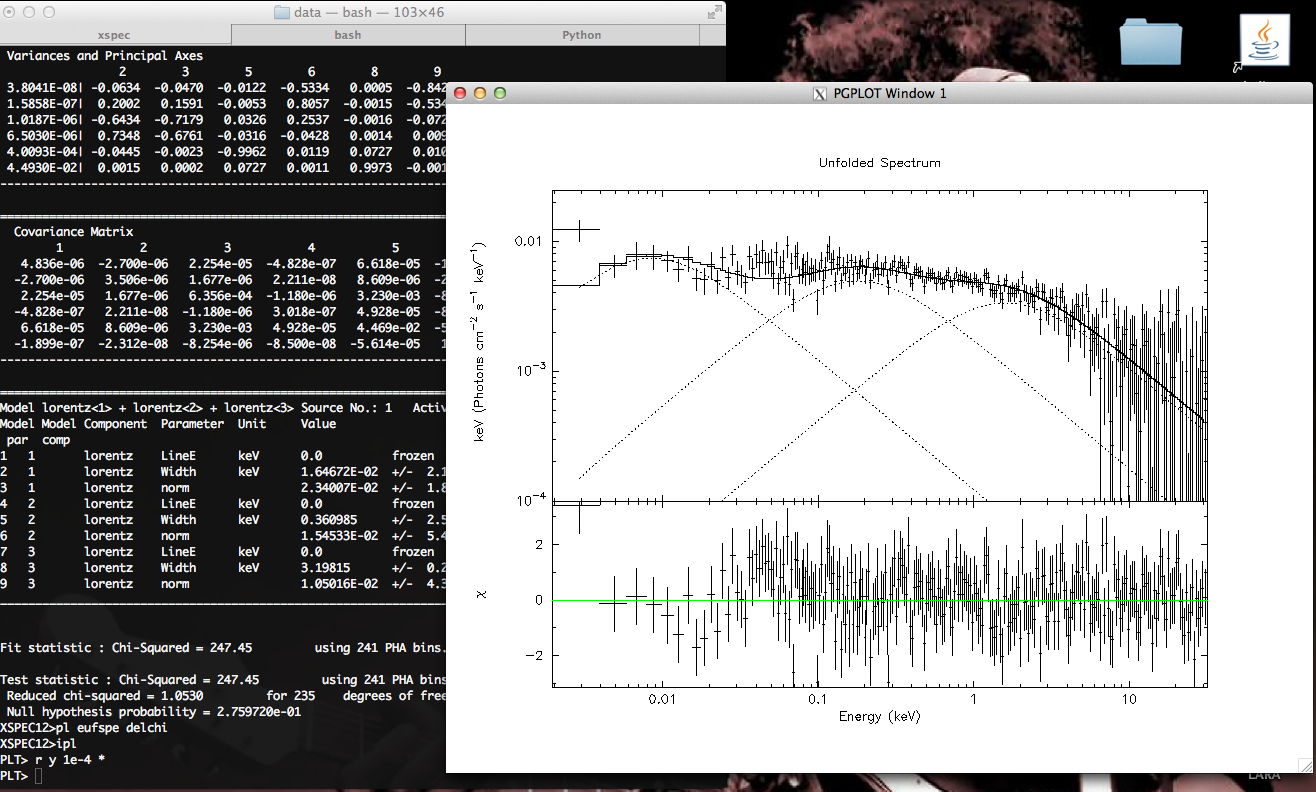 data — bash — 103×46
xspec bash Python
Variances and Principal Axes
2 3 5 6 8 9
3.8041E-08| -0.0634 -0.0470 -0.0122 -0.5334 0.0005 -0.842
1.5858E-07| 0.2002 0.1591 -0.0053 0.8057 -0.0015 -0.534
1.0187E-06| -0.6434 -0.7179 0.0326 0.2537 -0.0016 -0.072
6.5030E-06| 0.7348 -0.6761 -0.0316 -0.0428 0.0014 0.009
4.0093E-04| -0.0445 -0.0023 -0.9962 0.0119 0.0727 0.010
4.4930E-02| 0.0015 0.0002 0.0727 0.0011 0.9973 -0.001
Covariance Matrix
1 2 3 4 5
4.836e-06 -2.700e-06 2.254e-05 -4.828e-07 6.618e-05 -1
-2.700e-06 3.506e-06 1.677e-06 2.211e-08 8.609e-06 -2
2.254e-05 1.677e-06 6.356e-04 -1.180e-06 3.230e-03 -8
-4.828e-07 2.211e-08 -1.180e-06 3.018e-07 4.928e-05 -8
6.618e-05 8.609e-06 3.230e-03 4.928e-05 4.469e-02 -5
-1.899e-07 -2.312e-08 -8.254e-06 -8.500e-08 -5.614e-05 1
Model lorentz<1> + lorentz<2> + lorentz<3> Source No.: 1 Activ
Model Model Component Parameter Unit Value
par comp
1 1 lorentz LineE keV 0.0 frozen
2 1 lorentz Width keV 1.64672E-02 +/- 2.1
3 1 lorentz norm 2.34007E-02 +/- 1.8
4 2 lorentz LineE keV 0.0 frozen
5 2 lorentz Width keV 0.360985 +/- 2.5
6 2 lorentz norm 1.54533E-02 +/- 5.4
7 3 lorentz LineE keV 0.0 frozen
8 3 lorentz Width keV 3.19815 +/- 0.2
9 3 lorentz norm 1.05016E-02 +/- 4.3
Fit statistic : Chi-Squared = 247.45 using 241 PHA bins.
Test statistic : Chi-Squared = 247.45 using 241 PHA bins
Reduced chi-squared = 1.0530 for 235 degrees of free
Null hypothesis probability = 2.759720e-01
XSPEC12>pl eufspe delchi
XSPEC12>ipl
PLT> r y 1e-4 *
PLT>
X PGPLOT Window 1
Unfolded Spectrum
keV (Photons cm⁻² s⁻¹ keV⁻¹)
0.01
10⁻³
10⁻⁴
χ
2
0
−2
0.01 0.1 1 10
Energy (keV)
LARA